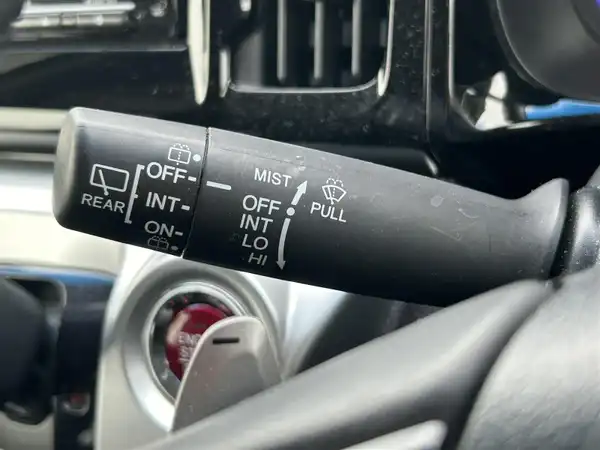 REAR
OFF
INT
ON
MIST
OFF
INT
LO
HI
PULL